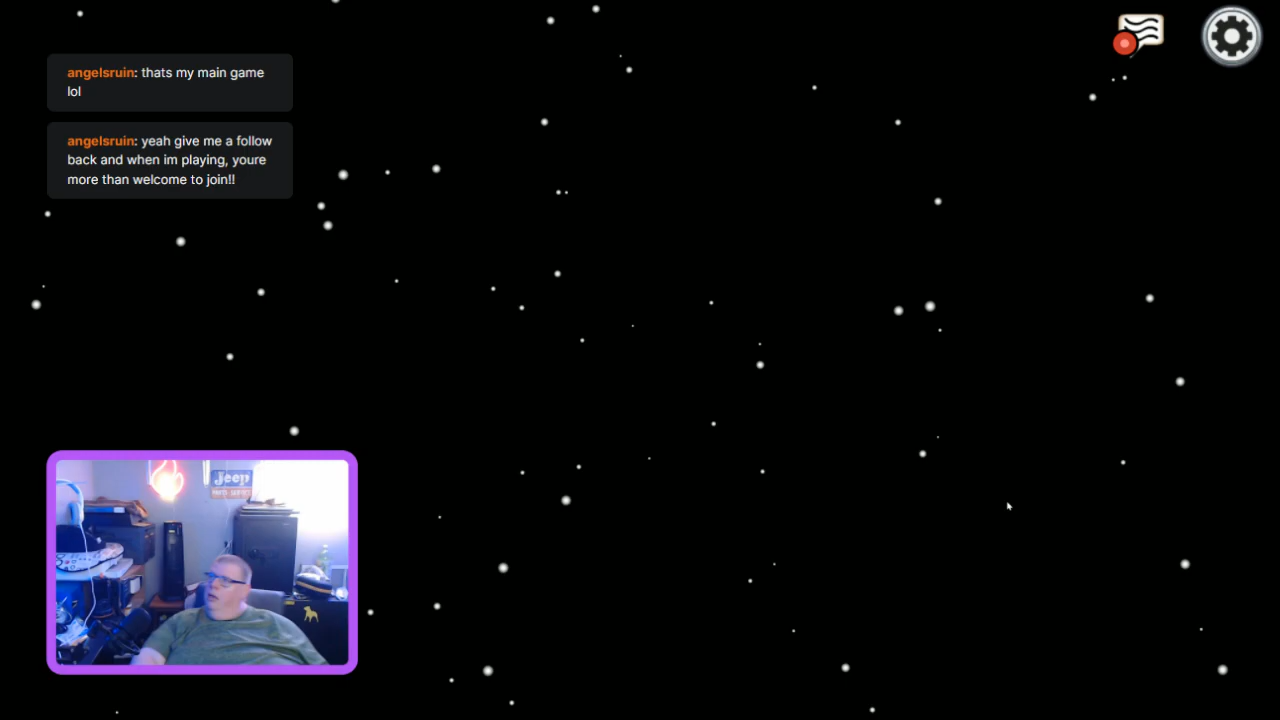 angelsruin: thats my main game
lol
angelsruin: yeah give me a follow
back and when im playing, youre
more than welcome to join!!
Jeep